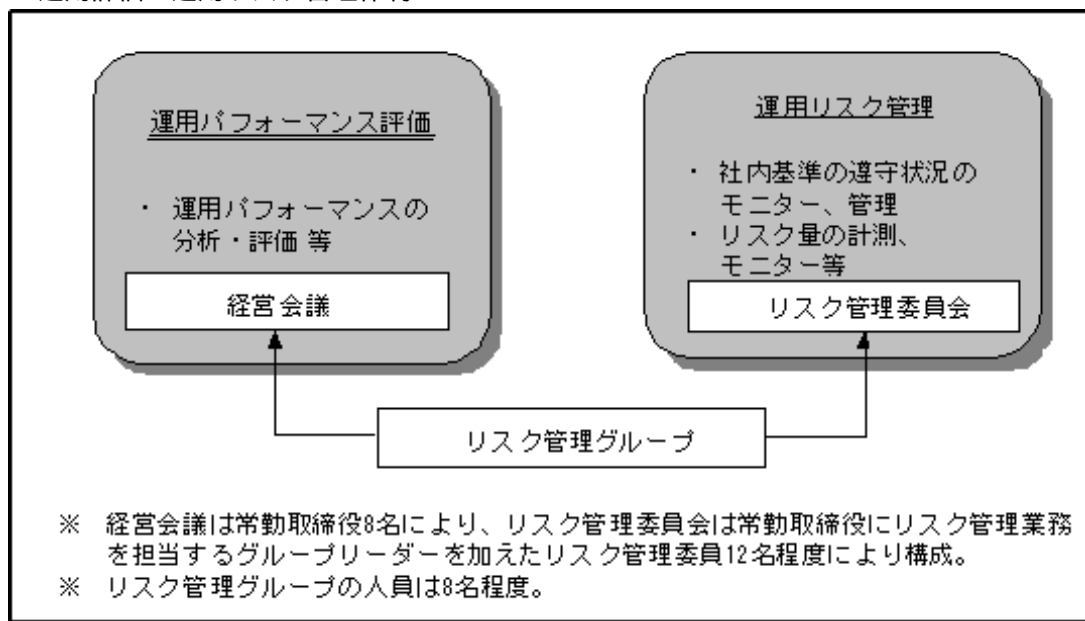 運用パフォーマンス評価
・ 運用パフォーマンスの
分析・評価 等
経営会議
運用リスク管理
・ 社内基準の遵守状況の
モニター、管理
・ リスク量の計測、
モニター等
リスク管理委員会
リスク管理グループ
※ 経営会議は常勤取締役8名により、リスク管理委員会は常勤取締役にリスク管理業務
を担当するグループリーダーを加えたリスク管理委員12名程度により構成。
※ リスク管理グループの人員は8名程度。